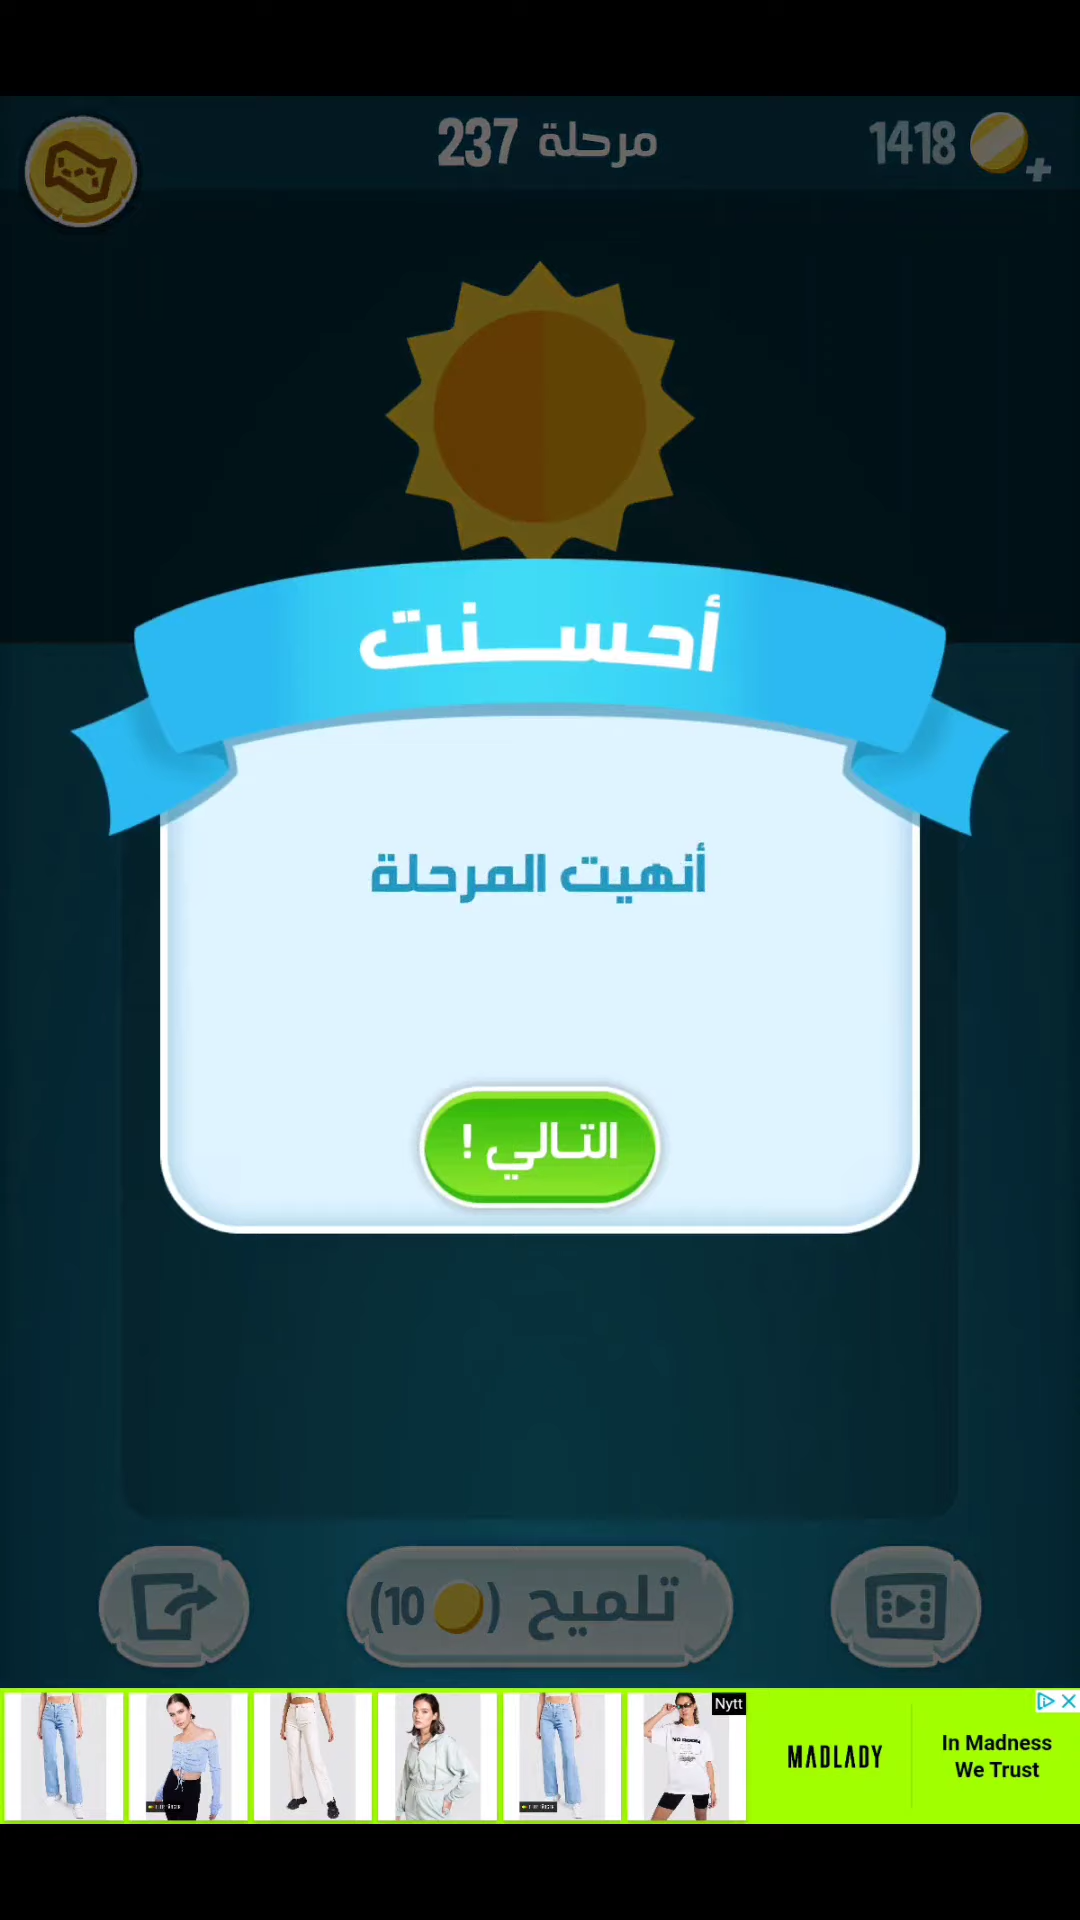 مرحلة 237
1418
أحسنت
أنهيت المرحلة
التالي !
تلميح (10)
Nytt
MADLADY
In Madness
We Trust